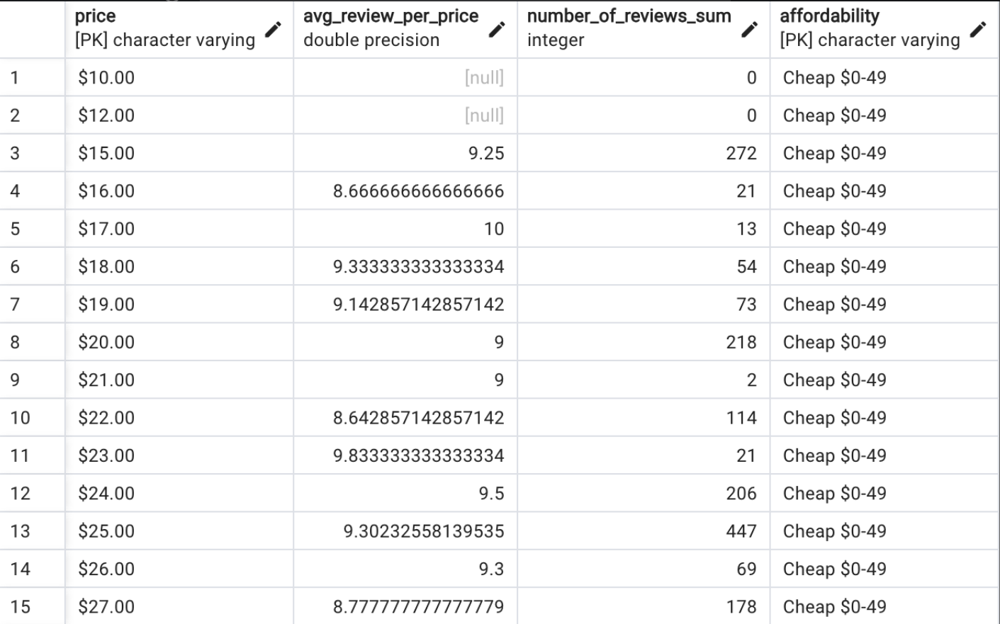 price avg_review_per_price number_of_reviews_sum affordability
[PK] character varying double precision integer [PK] character varying
1 $10.00 [null] 0 Cheap $0-49
2 $12.00 [null] 0 Cheap $0-49
3 $15.00 9.25 272 Cheap $0-49
4 $16.00 8.666666666666666 21 Cheap $0-49
5 $17.00 10 13 Cheap $0-49
6 $18.00 9.333333333333334 54 Cheap $0-49
7 $19.00 9.142857142857142 73 Cheap $0-49
8 $20.00 9 218 Cheap $0-49
9 $21.00 9 2 Cheap $0-49
10 $22.00 8.642857142857142 114 Cheap $0-49
11 $23.00 9.833333333333334 21 Cheap $0-49
12 $24.00 9.5 206 Cheap $0-49
13 $25.00 9.30232558139535 447 Cheap $0-49
14 $26.00 9.3 69 Cheap $0-49
15 $27.00 8.777777777777779 178 Cheap $0-49